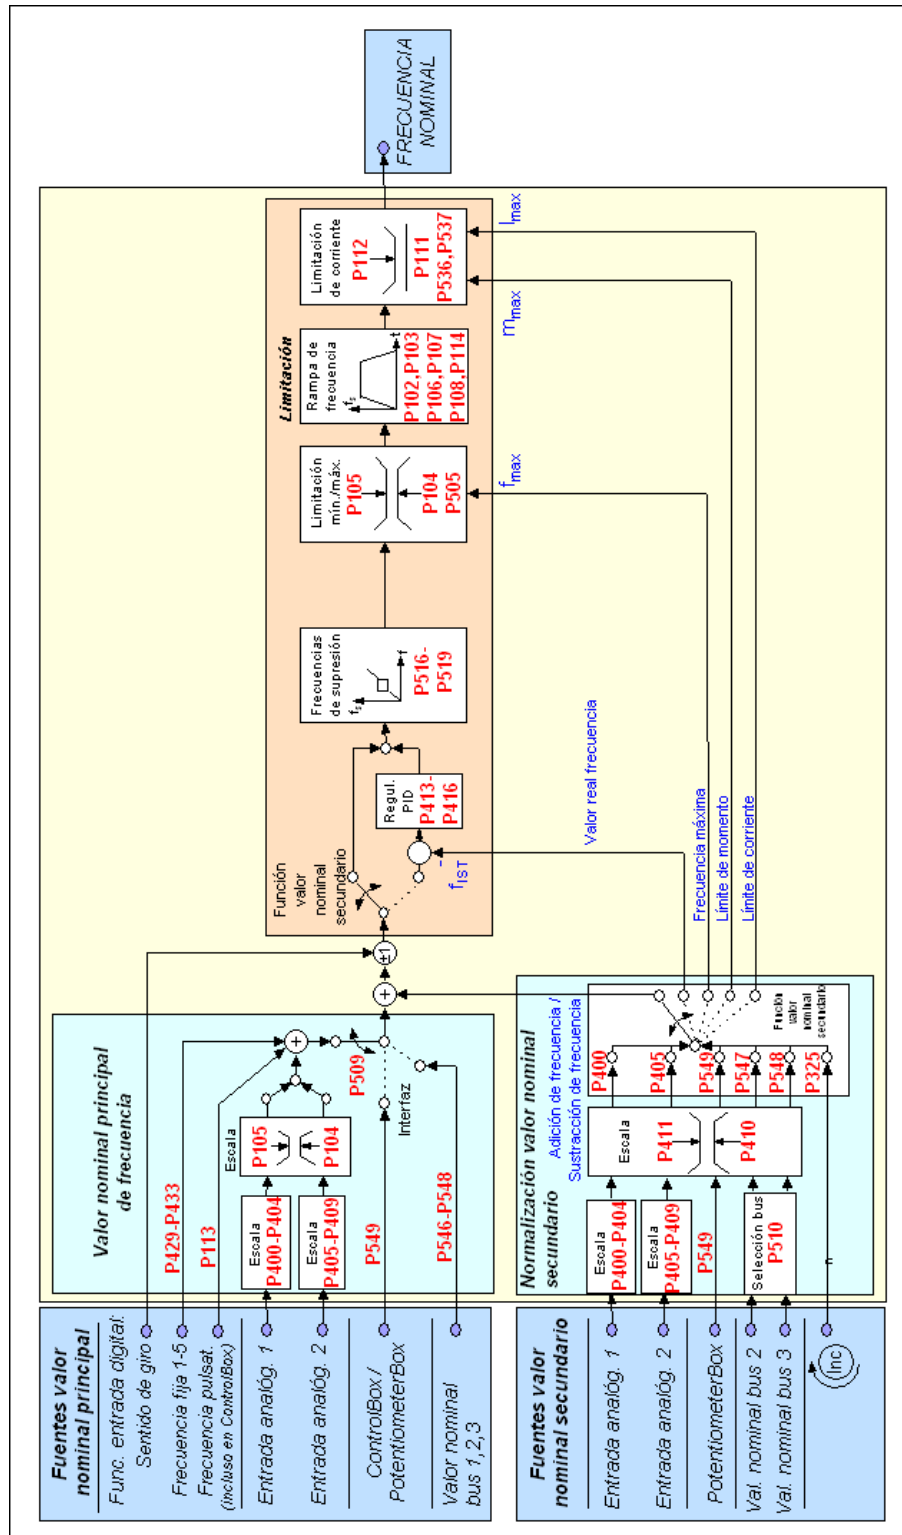 Fuentes valor
nominal principal
Func. entrada digital:
Sentido de giro
Frecuencia fija 1-5
Frecuencia pulsat.
(incluso en ControlBox)
Entrada analóg. 1
Entrada analóg. 2
ControlBox /
PotentiometerBox
Valor nominal
bus 1,2,3
Valor nominal principal
de frecuencia
P429-P433
P113
Escala
P400-P404
Escala
P405-P409
P549
P546-P548
Escala
P105
P104
P509
Interfaz
+
+
±1
Limitación
Función
valor
nominal
secundario
Regul.
PID
P413-
P416
-
f IST
Frecuencias
de supresión
fs
f
P516-
P519
Limitación
mín./máx.
P105
P104
P505
fmax
Rampa de
frecuencia
fs
t
P102,P103
P106,P107
P108,P114
Limitación
de corriente
P112
P111
P536,P537
mmax
Imax
FRECUENCIA
NOMINAL
Fuentes valor
nominal secundario
Entrada analóg. 1
Entrada analóg. 2
PotentiometerBox
Val. nominal bus 2
Val. nominal bus 3
Inc
Normalización valor nominal
secundario
Escala
P400-P404
Escala
P405-P409
P549
Selección bus
P510
n
Escala
P411
P410
Adición de frecuencia /
Sustracción de frecuencia
P400
P405
P549
P547
P548
P325
Función
valor
nominal
secundario
Valor real frecuencia
Frecuencia máxima
Límite de momento
Límite de corriente